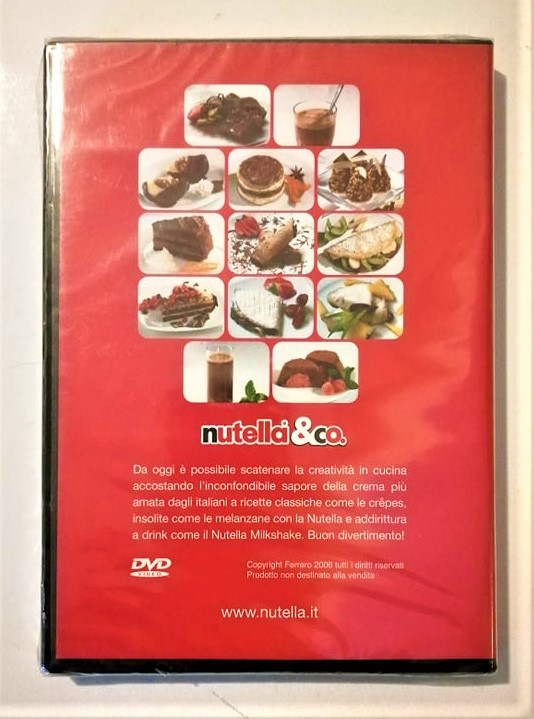 nutella &co.
Da oggi è possibile scatenare la creatività in cucina
accostando l'inconfondibile sapore della crema più
amata dagli italiani a ricette classiche come le crêpes,
insolite come le melanzane con la Nutella e addirittura
a drink come il Nutella Milkshake. Buon divertimento!
DVD
VIDEO
Copyright Ferrero 2006 tutti i diritti riservati
Prodotto non destinato alla vendita
www.nutella.it